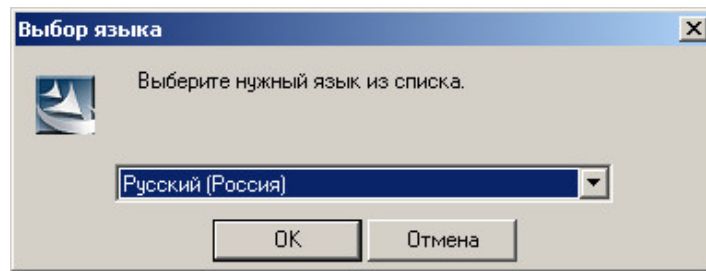 Выбор языка
Выберите нужный язык из списка.
Русский (Россия)
OK Отмена